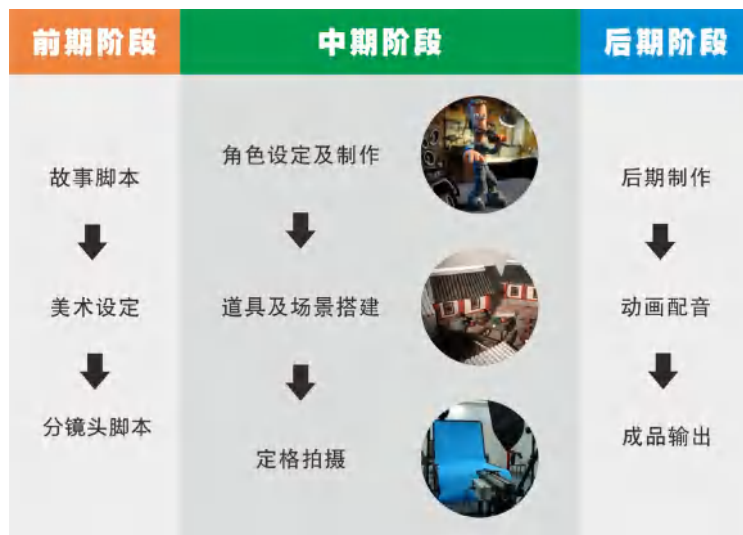 前期阶段
中期阶段
后期阶段
故事脚本
美术设定
分镜头脚本
角色设定及制作
道具及场景搭建
定格拍摄
后期制作
动画配音
成品输出